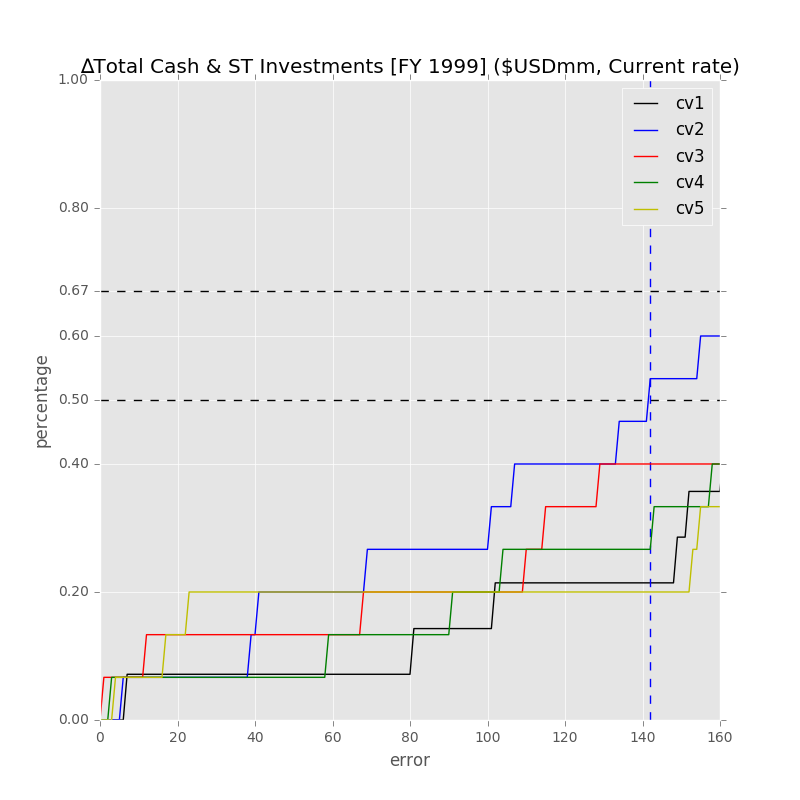 ΔTotal Cash & ST Investments [FY 1999] ($USDmm, Current rate)
1.00
0.80
0.67
0.60
0.50
0.40
0.20
0.00
percentage
cv1
cv2
cv3
cv4
cv5
0 20 40 60 80 100 120 140 160
error